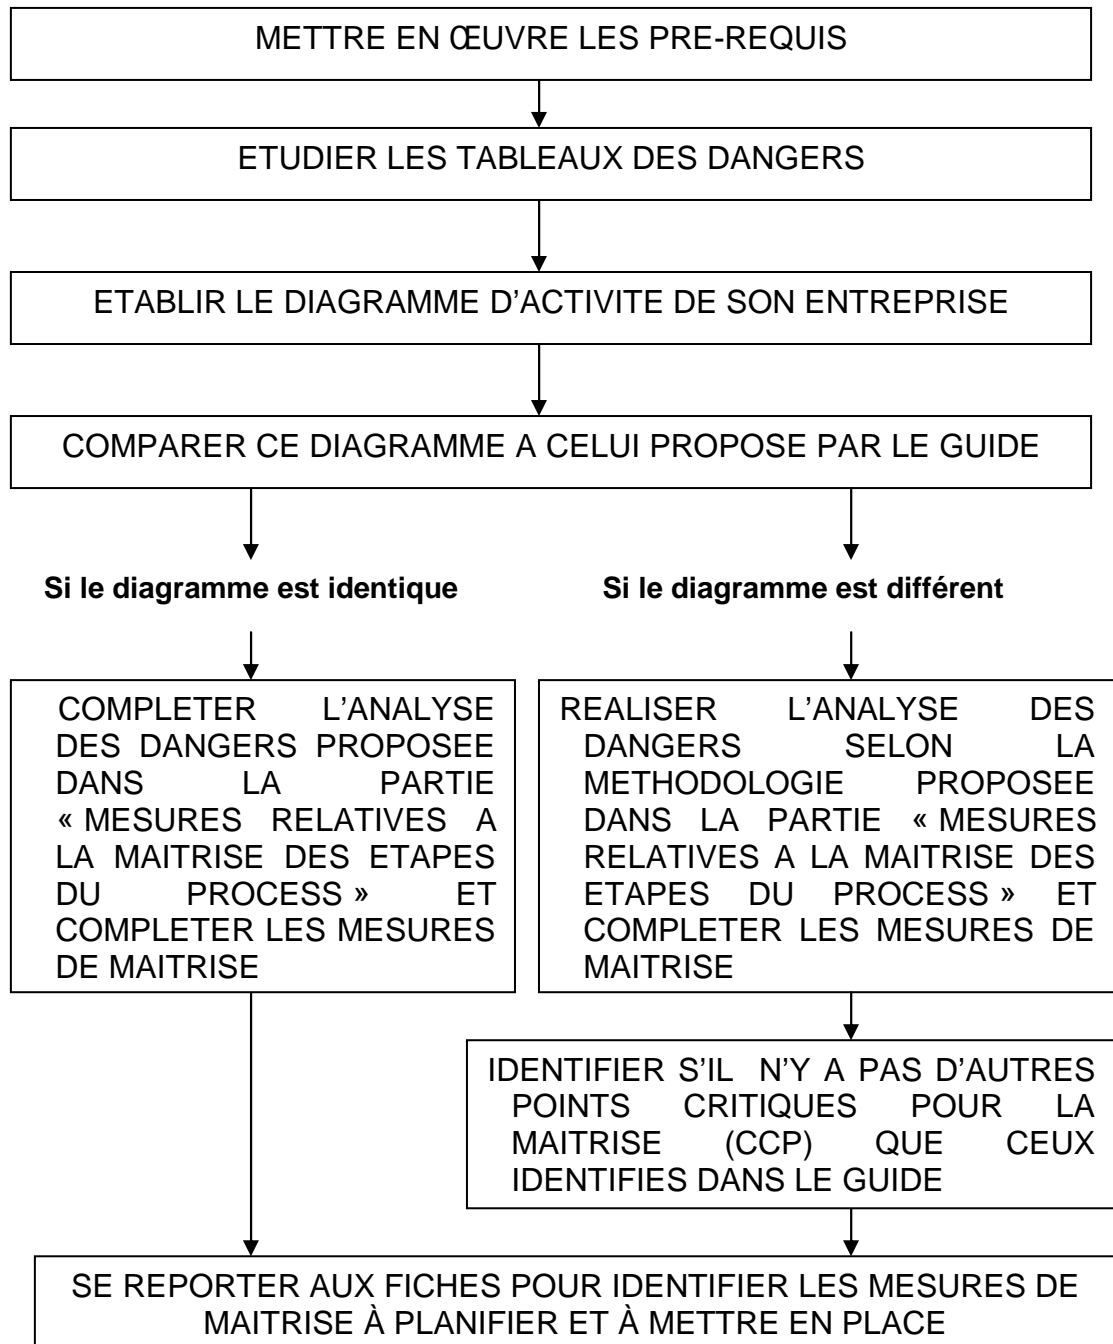 METTRE EN ŒUVRE LES PRE-REQUIS
ETUDIER LES TABLEAUX DES DANGERS
ETABLIR LE DIAGRAMME D'ACTIVITE DE SON ENTREPRISE
COMPARER CE DIAGRAMME A CELUI PROPOSE PAR LE GUIDE
Si le diagramme est identique
Si le diagramme est différent
COMPLETER L'ANALYSE
DES DANGERS PROPOSEE
DANS LA PARTIE
« MESURES RELATIVES A
LA MAITRISE DES ETAPES
DU PROCESS » ET
COMPLETER LES MESURES
DE MAITRISE
REALISER L'ANALYSE DES
DANGERS SELON LA
METHODOLOGIE PROPOSEE
DANS LA PARTIE « MESURES
RELATIVES A LA MAITRISE DES
ETAPES DU PROCESS » ET
COMPLETER LES MESURES DE
MAITRISE
IDENTIFIER S'IL N'Y A PAS D'AUTRES
POINTS CRITIQUES POUR LA
MAITRISE (CCP) QUE CEUX
IDENTIFIES DANS LE GUIDE
SE REPORTER AUX FICHES POUR IDENTIFIER LES MESURES DE
MAITRISE À PLANIFIER ET À METTRE EN PLACE